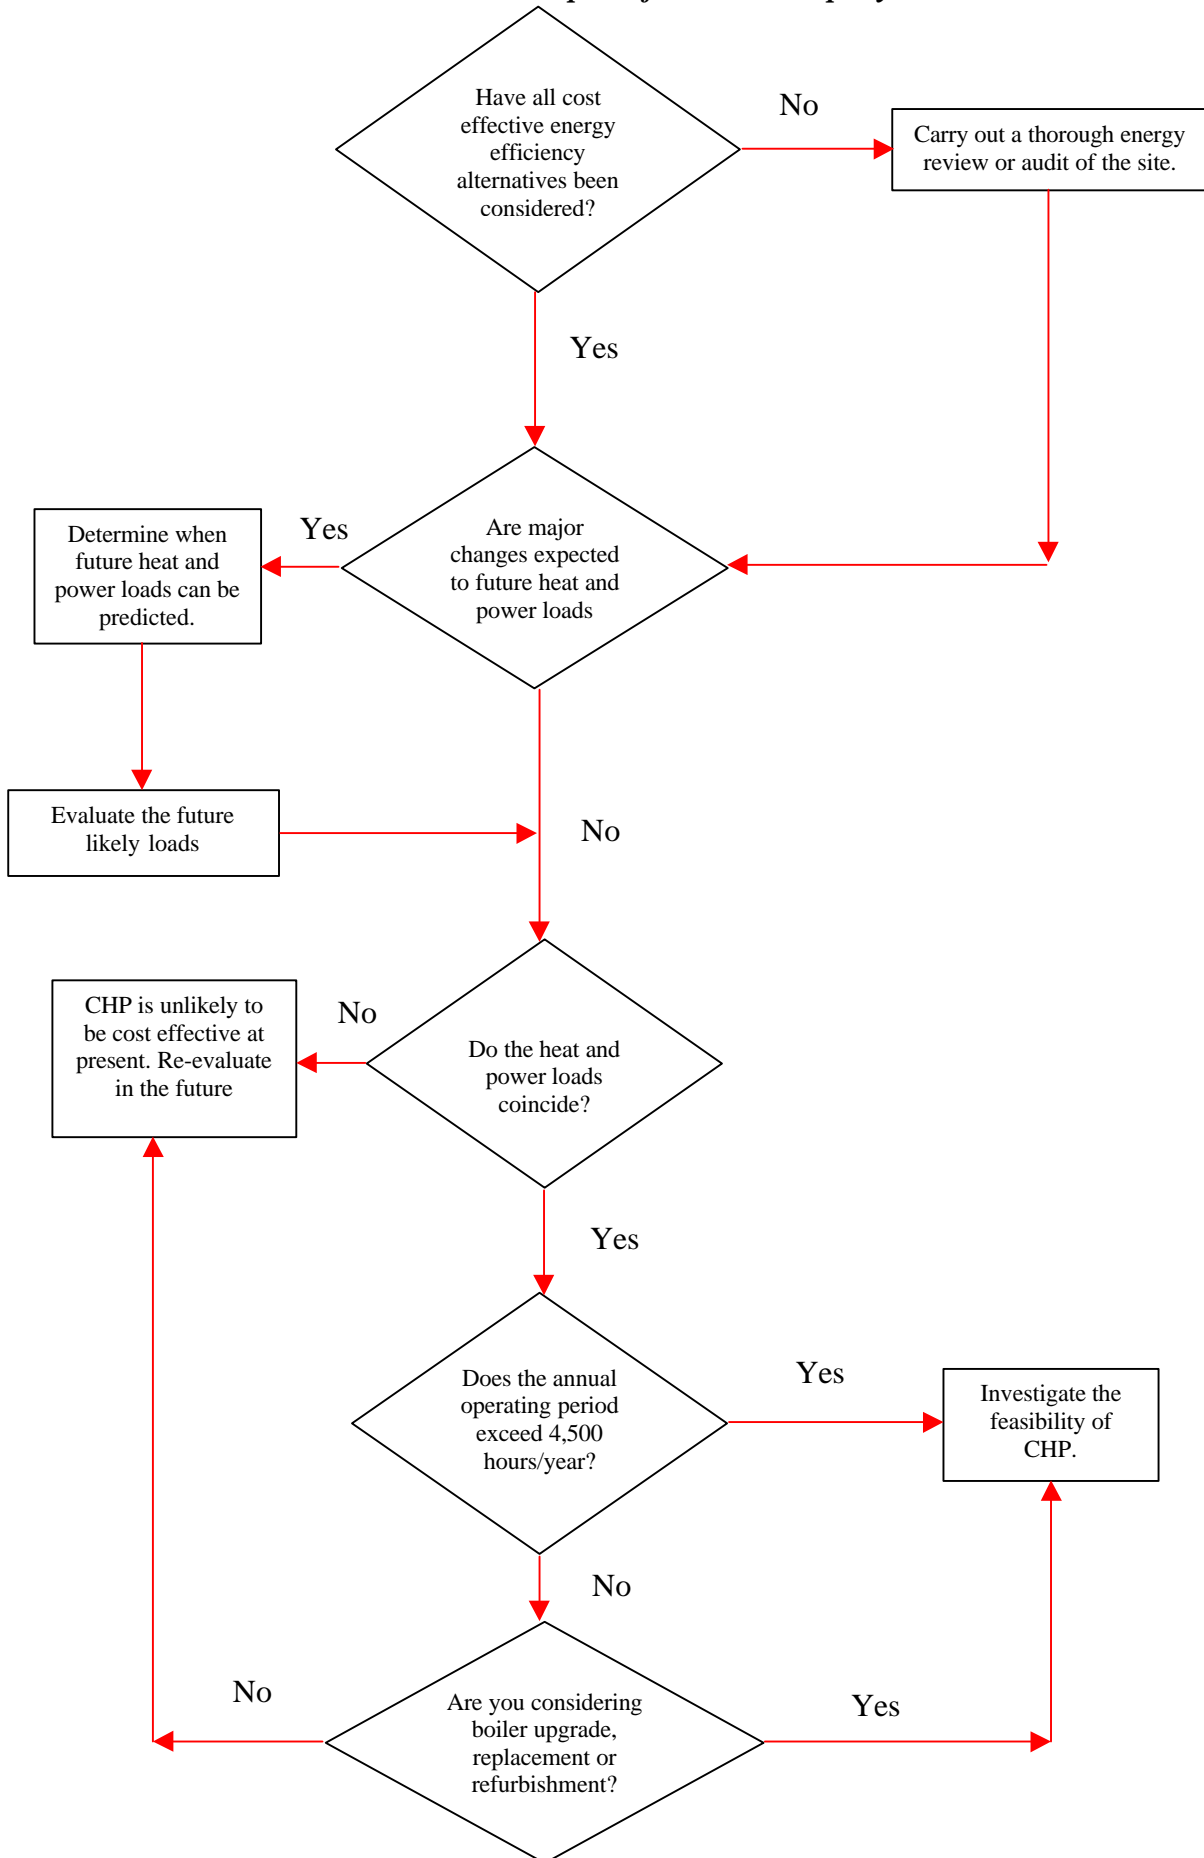 Have all cost
effective energy
efficiency
alternatives been
considered?
No
Carry out a thorough energy
review or audit of the site.
Yes
Are major
changes expected
to future heat and
power loads
Yes
Determine when
future heat and
power loads can be
predicted.
Evaluate the future
likely loads
No
Do the heat and
power loads
coincide?
No
CHP is unlikely to
be cost effective at
present. Re-evaluate
in the future
Yes
Does the annual
operating period
exceed 4,500
hours/year?
Yes
Investigate the
feasibility of
CHP.
No
Are you considering
boiler upgrade,
replacement or
refurbishment?
No
Yes